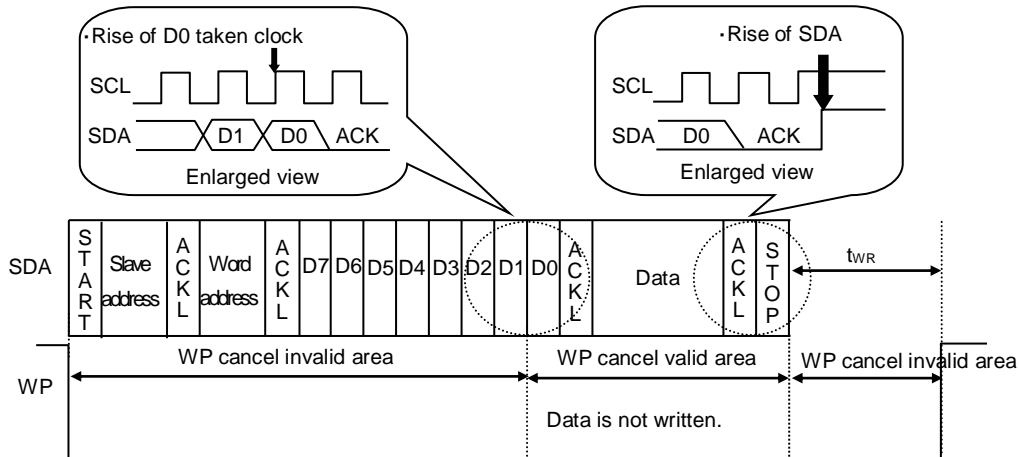 ·Rise of D0 taken clock
SCL
SDA D1 D0 ACK
Enlarged view
·Rise of SDA
SCL
SDA D0 ACK
Enlarged view
SDA START Slave address ACKL Word address ACKL D7 D6 D5 D4 D3 D2 D1 D0 ACKL Data ACKL STOP tWR
WP WP cancel invalid area WP cancel valid area WP cancel invalid area
Data is not written.